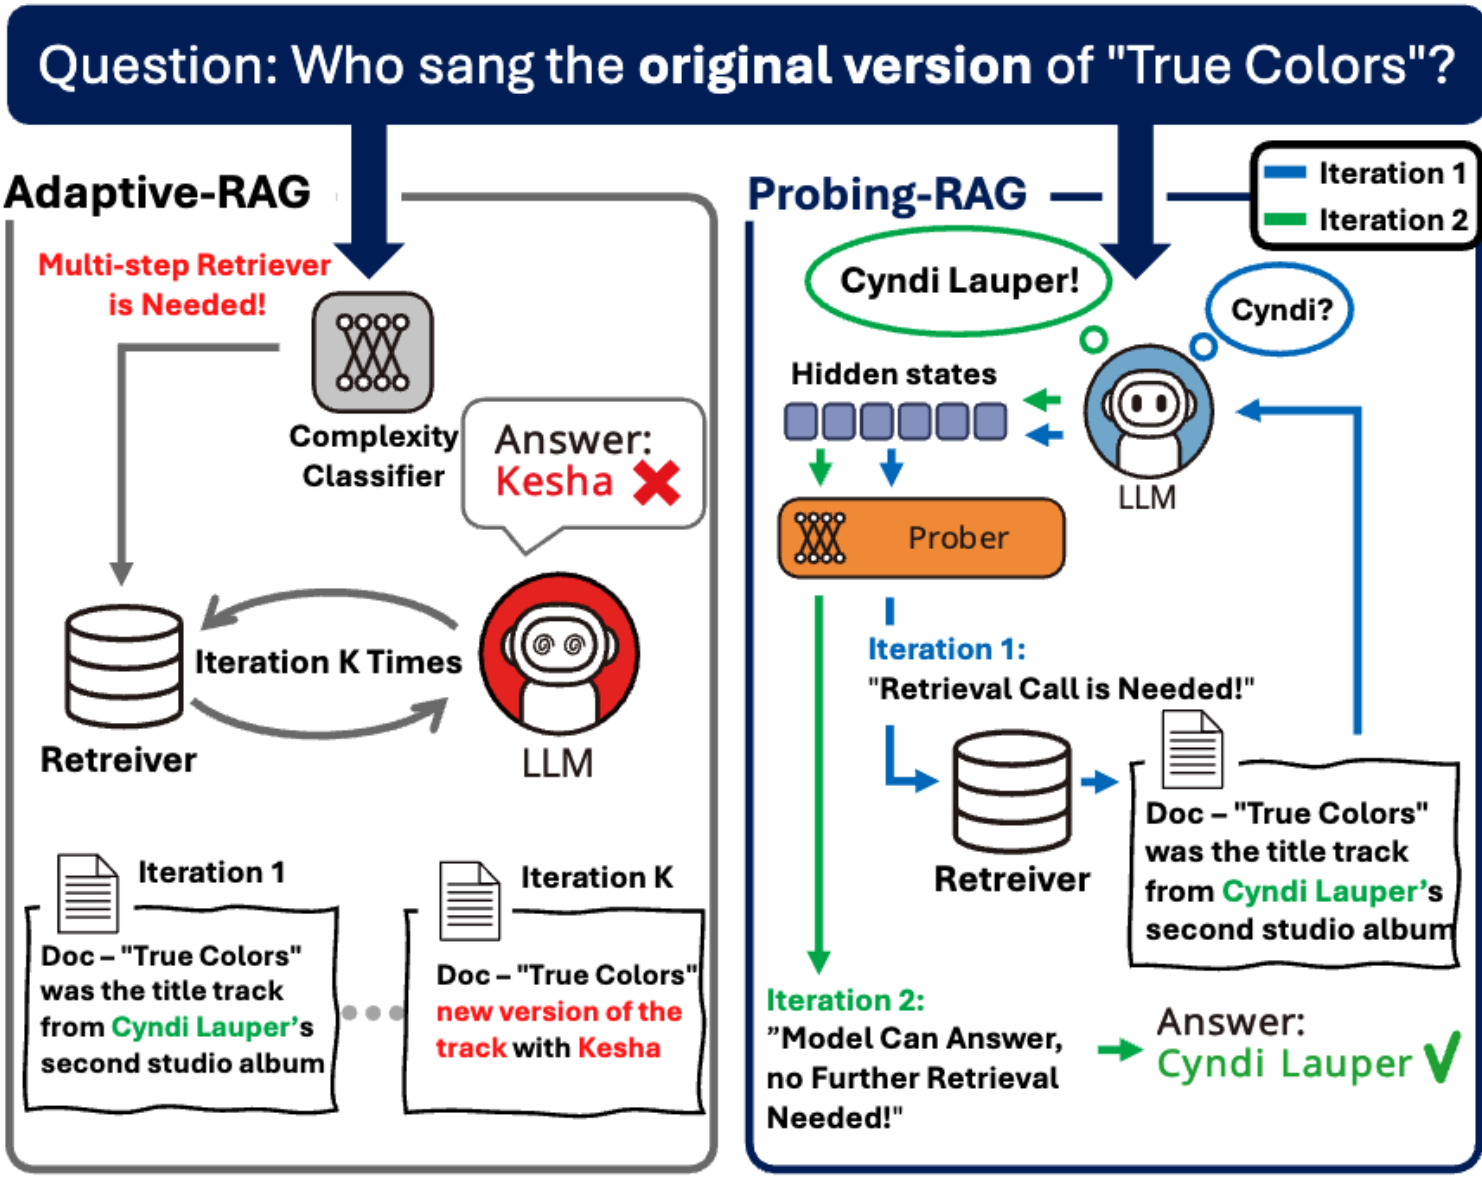 Question: Who sang the original version of "True Colors"?
Adaptive-RAG
Multi-step Retriever
is Needed!
Complexity
Classifier
Answer:
Kesha
Iteration K Times
Retreiver
LLM
Iteration 1
Doc – "True Colors"
was the title track
from Cyndi Lauper's
second studio album
Iteration K
Doc – "True Colors"
new version of the
track with Kesha
Probing-RAG
Iteration 1
Iteration 2
Cyndi Lauper!
Cyndi?
Hidden states
LLM
Prober
Iteration 1:
"Retrieval Call is Needed!"
Retreiver
Doc – "True Colors"
was the title track
from Cyndi Lauper's
second studio album
Iteration 2:
”Model Can Answer,
no Further Retrieval
Needed!"
Answer:
Cyndi Lauper